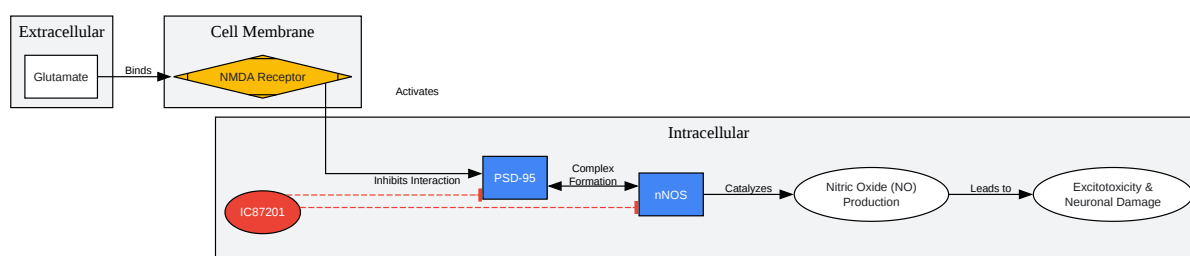 Extracellular
Cell Membrane
Glutamate
Binds
NMDA Receptor
Activates
Intracellular
Inhibits Interaction
PSD-95
Complex
Formation
nNOS
Catalyzes
Nitric Oxide (NO)
Production
Leads to
Excitotoxicity &
Neuronal Damage
IC87201